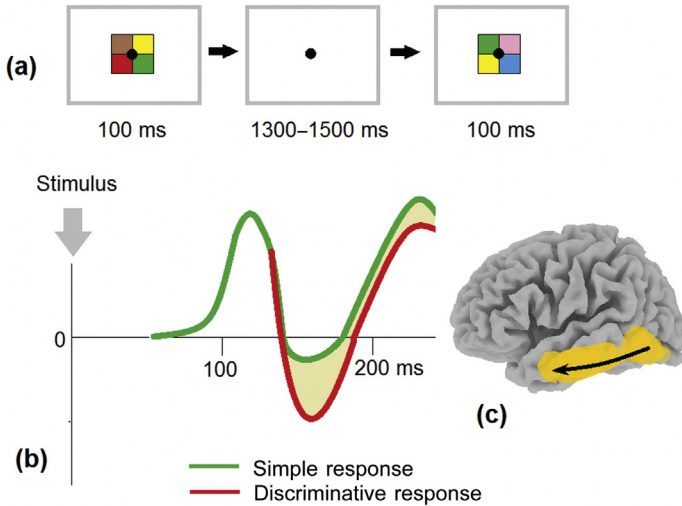 (a)
100 ms
1300–1500 ms
100 ms
Stimulus
0
100
200 ms
(c)
(b)
Simple response
Discriminative response